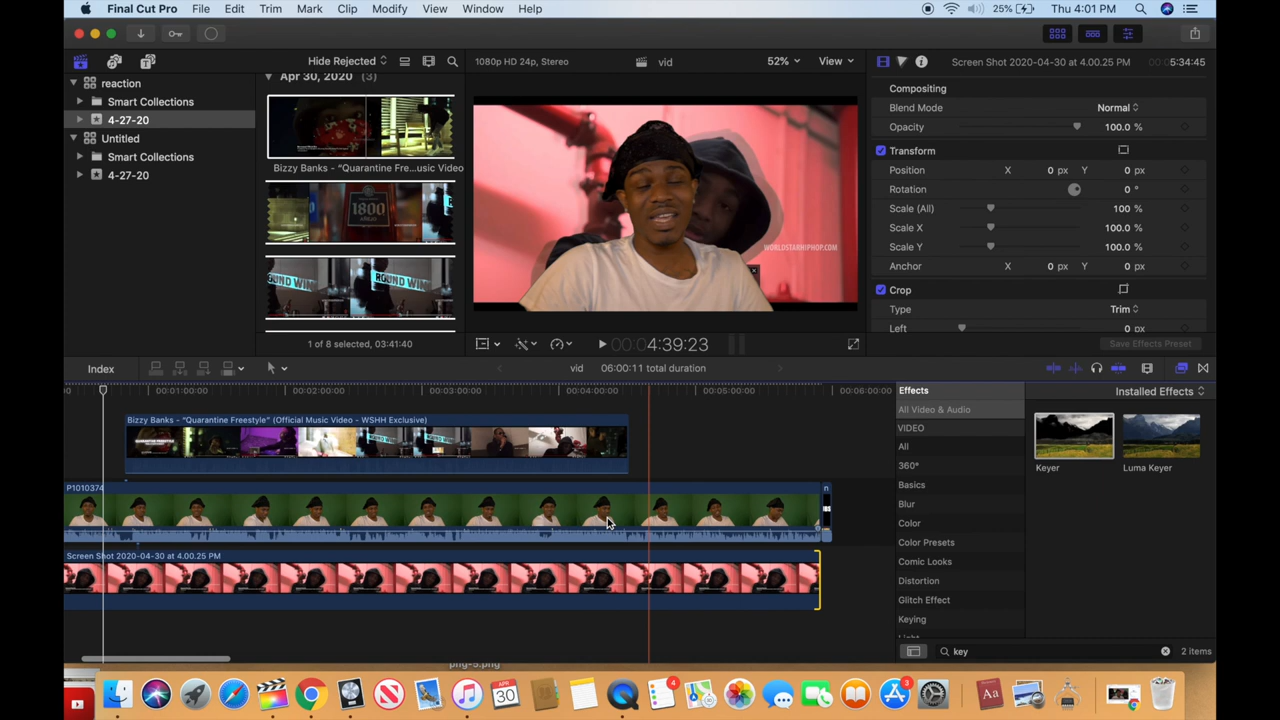 Final Cut Pro File Edit Trim Mark Clip Modify View Window Help 25% Thu 4:01 PM
Hide Rejected 1080p HD 24p, Stereo vid 52% View Screen Shot 2020-04-30 at 4.00.25 PM 5:34:45
reaction
Smart Collections
4-27-20
Untitled
Smart Collections
4-27-20
Apr 30, 2020 (3)
Bizzy Banks - "Quarantine Fre...usic Video
1800
ROUND WIN
1 of 8 selected, 03:41:40
WORLDSTARHIPHOP.COM
4:39:23
Compositing
Blend Mode Normal
Opacity 100.0 %
Transform
Position X 0 px Y 0 px
Rotation 0 °
Scale (All) 100 %
Scale X 100.0 %
Scale Y 100.0 %
Anchor X 0 px Y 0 px
Crop
Type Trim
Left 0 px
Save Effects Preset
Index vid 06:00:11 total duration
00:01:00:00 00:02:00:00 00:03:00:00 00:04:00:00 00:05:00:00 00:06:00:00
Bizzy Banks - "Quarantine Freestyle" (Official Music Video - WSHH Exclusive)
P1010374
n
Screen Shot 2020-04-30 at 4.00.25 PM
Effects Installed Effects
All Video & Audio
VIDEO
All
360°
Basics
Blur
Color
Color Presets
Comic Looks
Distortion
Glitch Effect
Keying
Light
Keyer Luma Keyer
key 2 items
png-5.png
APR
30
4
3
Aa